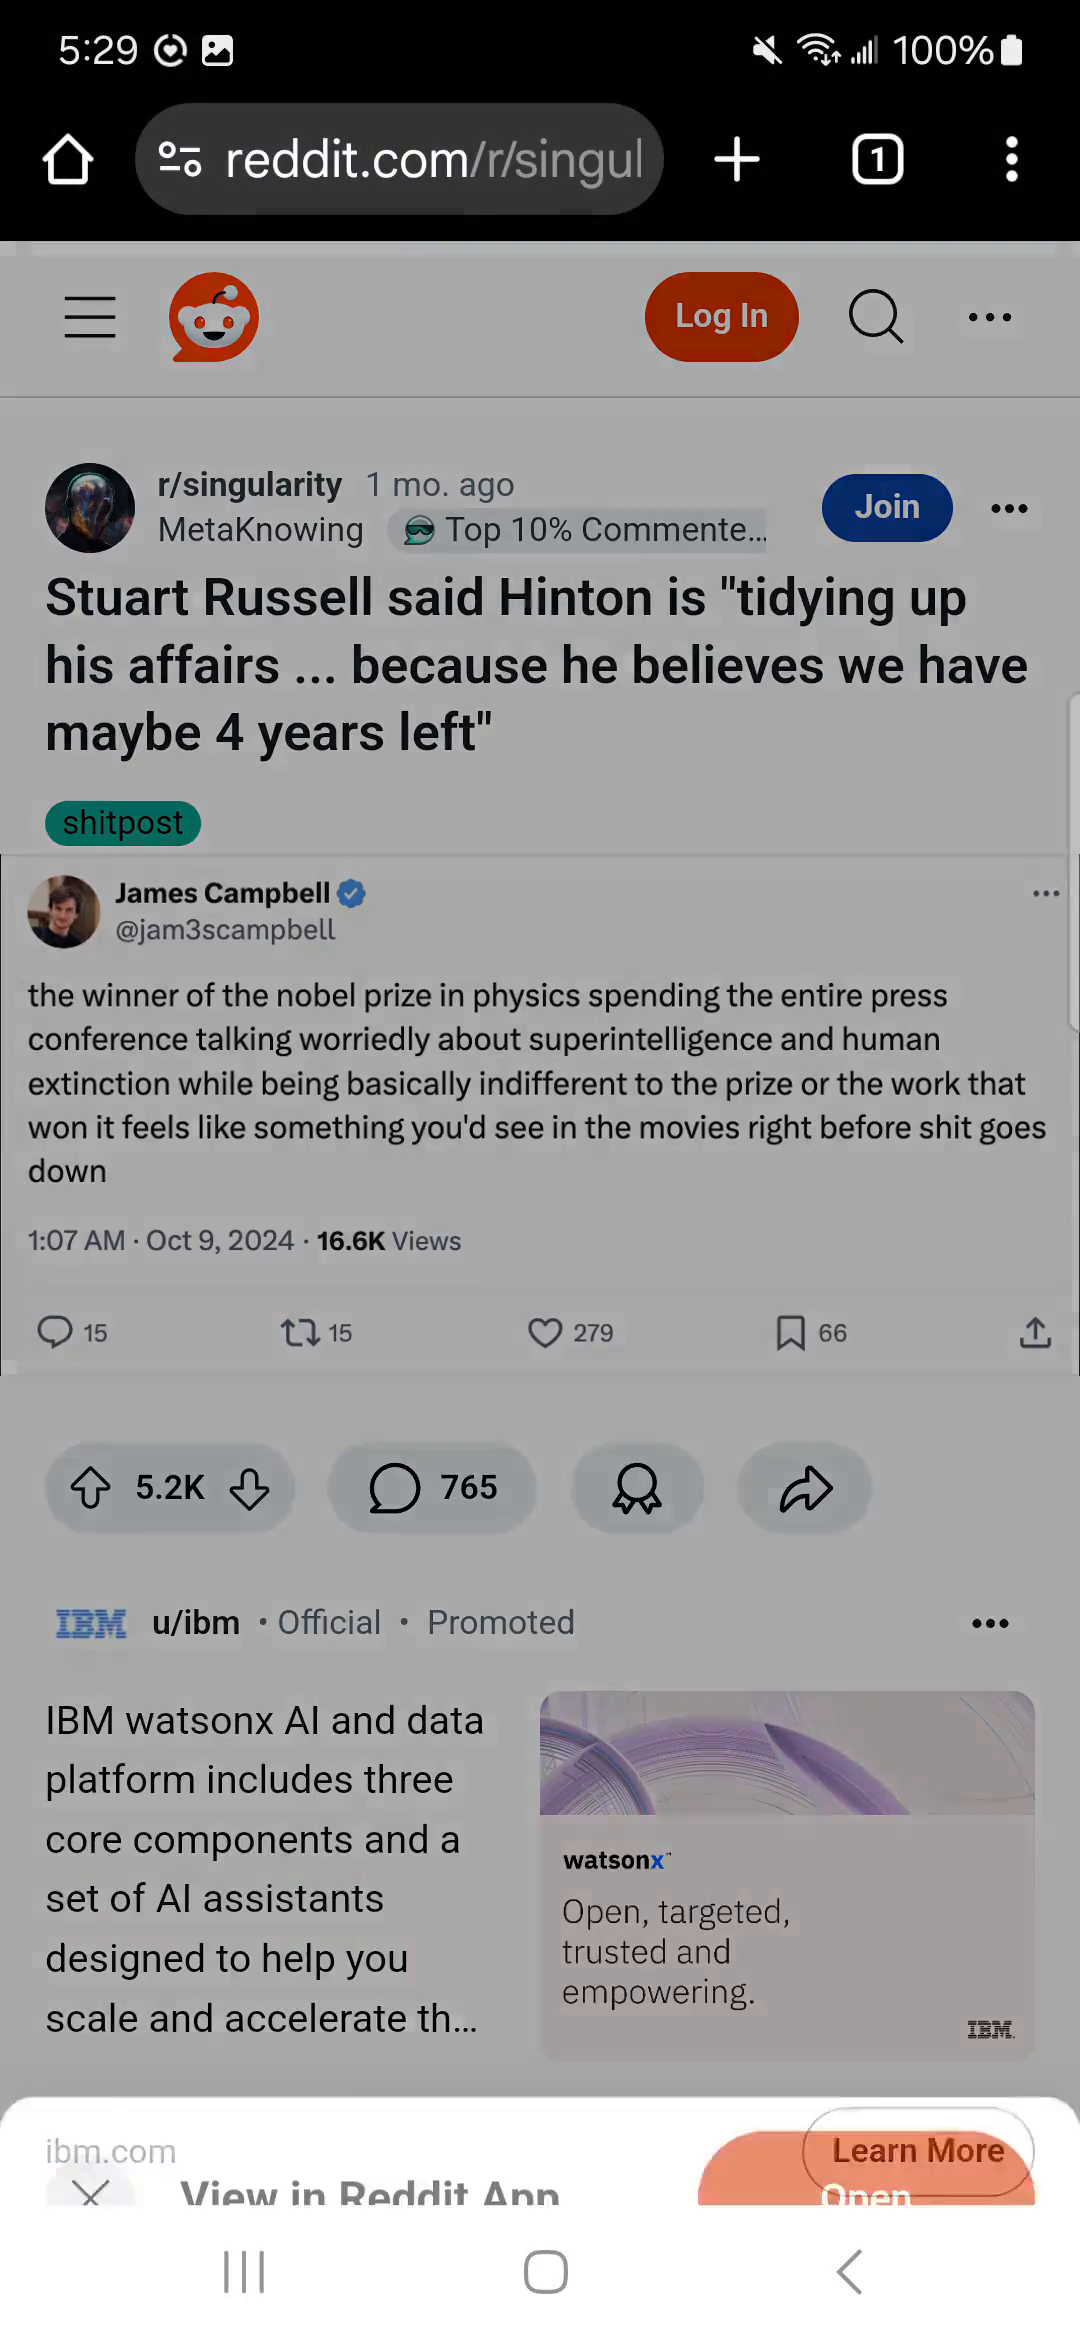 5:29 100%
reddit.com/r/singul 1
Log In
r/singularity 1 mo. ago
MetaKnowing Top 10% Commente...
Join
Stuart Russell said Hinton is "tidying up
his affairs ... because he believes we have
maybe 4 years left"
shitpost
James Campbell
@jam3scampbell
the winner of the nobel prize in physics spending the entire press
conference talking worriedly about superintelligence and human
extinction while being basically indifferent to the prize or the work that
won it feels like something you'd see in the movies right before shit goes
down
1:07 AM · Oct 9, 2024 · 16.6K Views
15 15 279 66
5.2K 765
IBM u/ibm • Official • Promoted
IBM watsonx AI and data
platform includes three
core components and a
set of AI assistants
designed to help you
scale and accelerate th...
watsonx™
Open, targeted,
trusted and
empowering.
IBM.
ibm.com Learn More
View in Reddit App Open